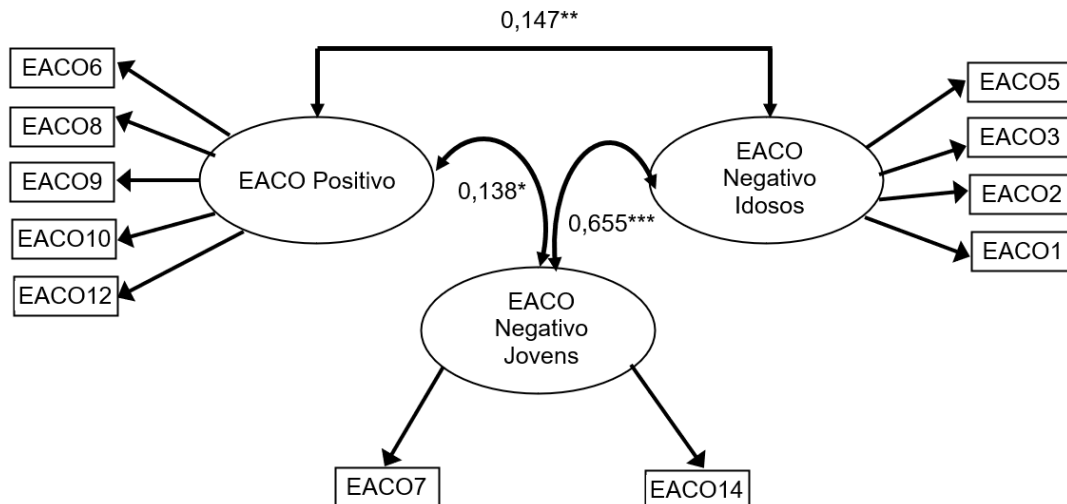 0,147**
EACO6
EACO8
EACO9
EACO10
EACO12
EACO Positivo
0,138*
0,655***
EACO
Negativo
Idosos
EACO5
EACO3
EACO2
EACO1
EACO
Negativo
Jovens
EACO7
EACO14